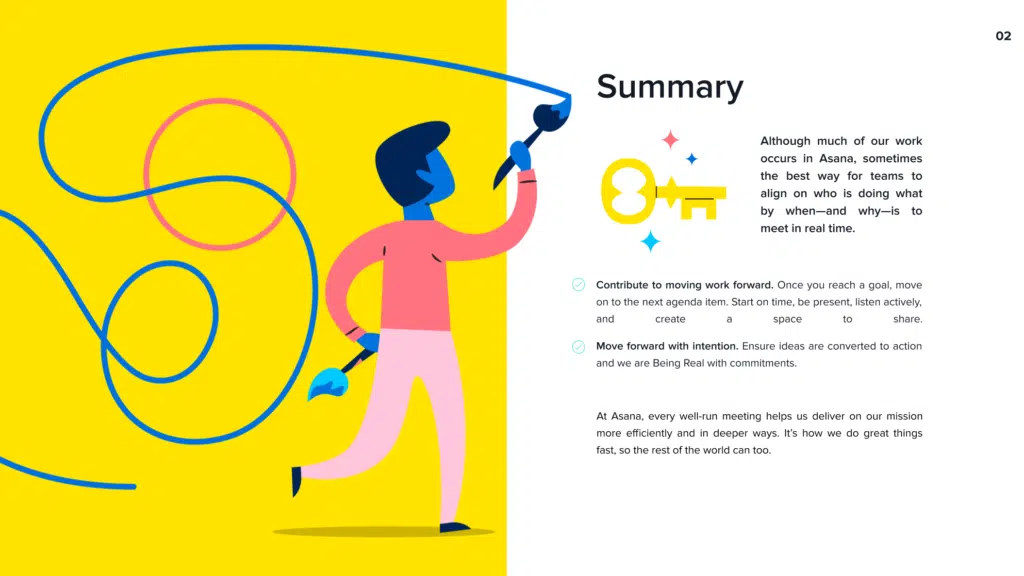 02
Summary
Although much of our work
occurs in Asana, sometimes
the best way for teams to
align on who is doing what
by when—and why—is to
meet in real time.
Contribute to moving work forward. Once you reach a goal, move
on to the next agenda item. Start on time, be present, listen actively,
and create a space to share.
Move forward with intention. Ensure ideas are converted to action
and we are Being Real with commitments.
At Asana, every well-run meeting helps us deliver on our mission
more efficiently and in deeper ways. It’s how we do great things
fast, so the rest of the world can too.